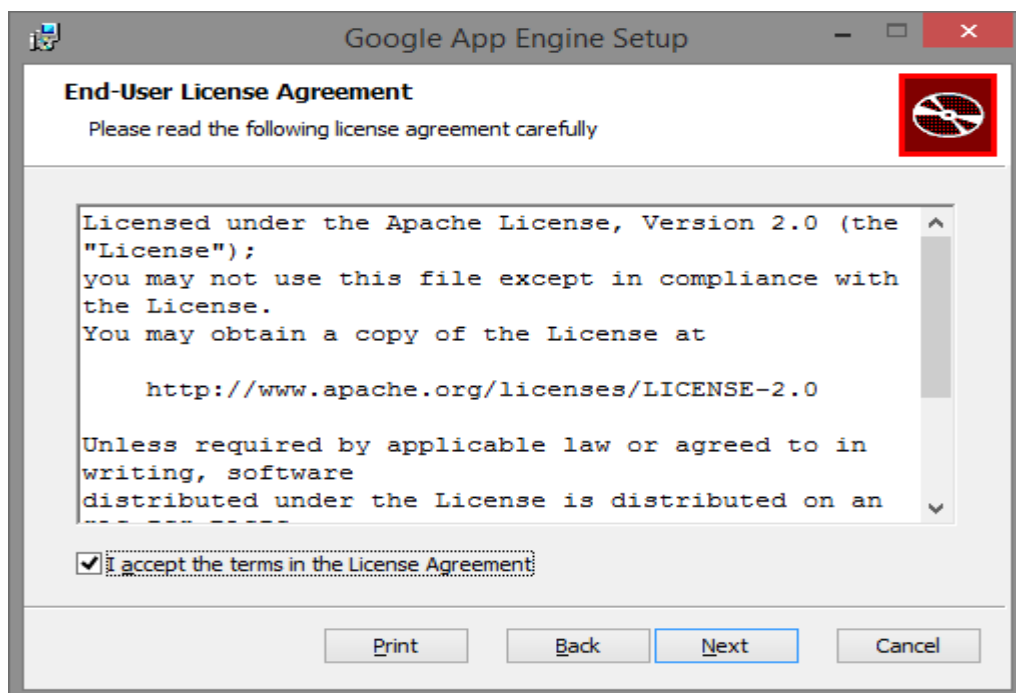 Google App Engine Setup
End-User License Agreement
Please read the following license agreement carefully
Licensed under the Apache License, Version 2.0 (the
"License");
you may not use this file except in compliance with
the License.
You may obtain a copy of the License at
http://www.apache.org/licenses/LICENSE-2.0
Unless required by applicable law or agreed to in
writing, software
distributed under the License is distributed on an
I accept the terms in the License Agreement
Print
Back
Next
Cancel